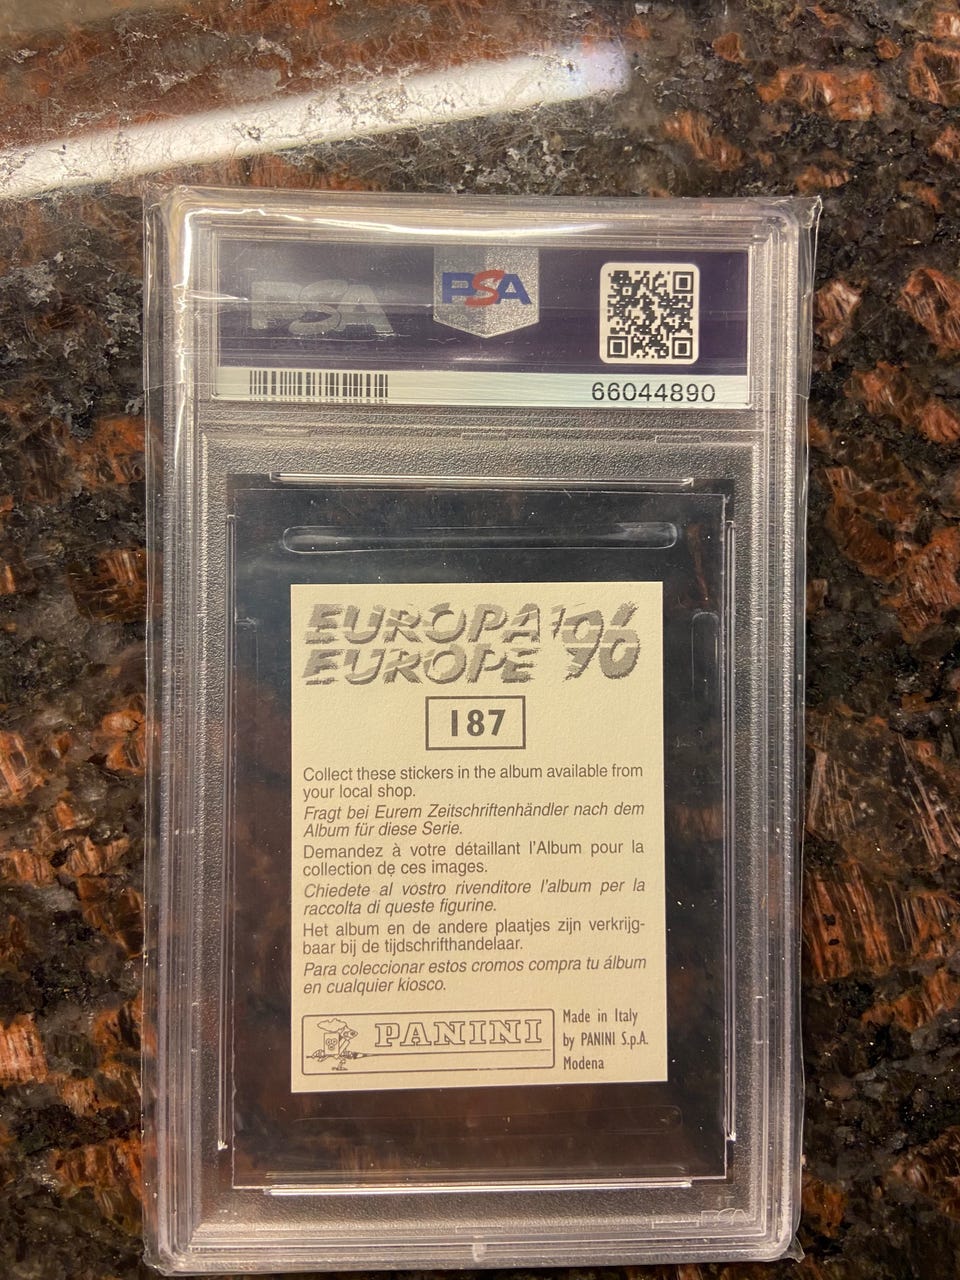 PSA
PSA
66044890
EUROPA '96
EUROPE '96
187
Collect these stickers in the album available from
your local shop.
Fragt bei Eurem Zeitschriftenhändler nach dem
Album für diese Serie.
Demandez à votre détaillant l'Album pour la
collection de ces images.
Chiedete al vostro rivenditore l'album per la
raccolta di queste figurine.
Het album en de andere plaatjes zijn verkrijg-
baar bij de tijdschrifthandelaar.
Para coleccionar estos cromos compra tu álbum
en cualquier kiosco.
PANINI
Made in Italy
by PANINI S.p.A.
Modena
PSA